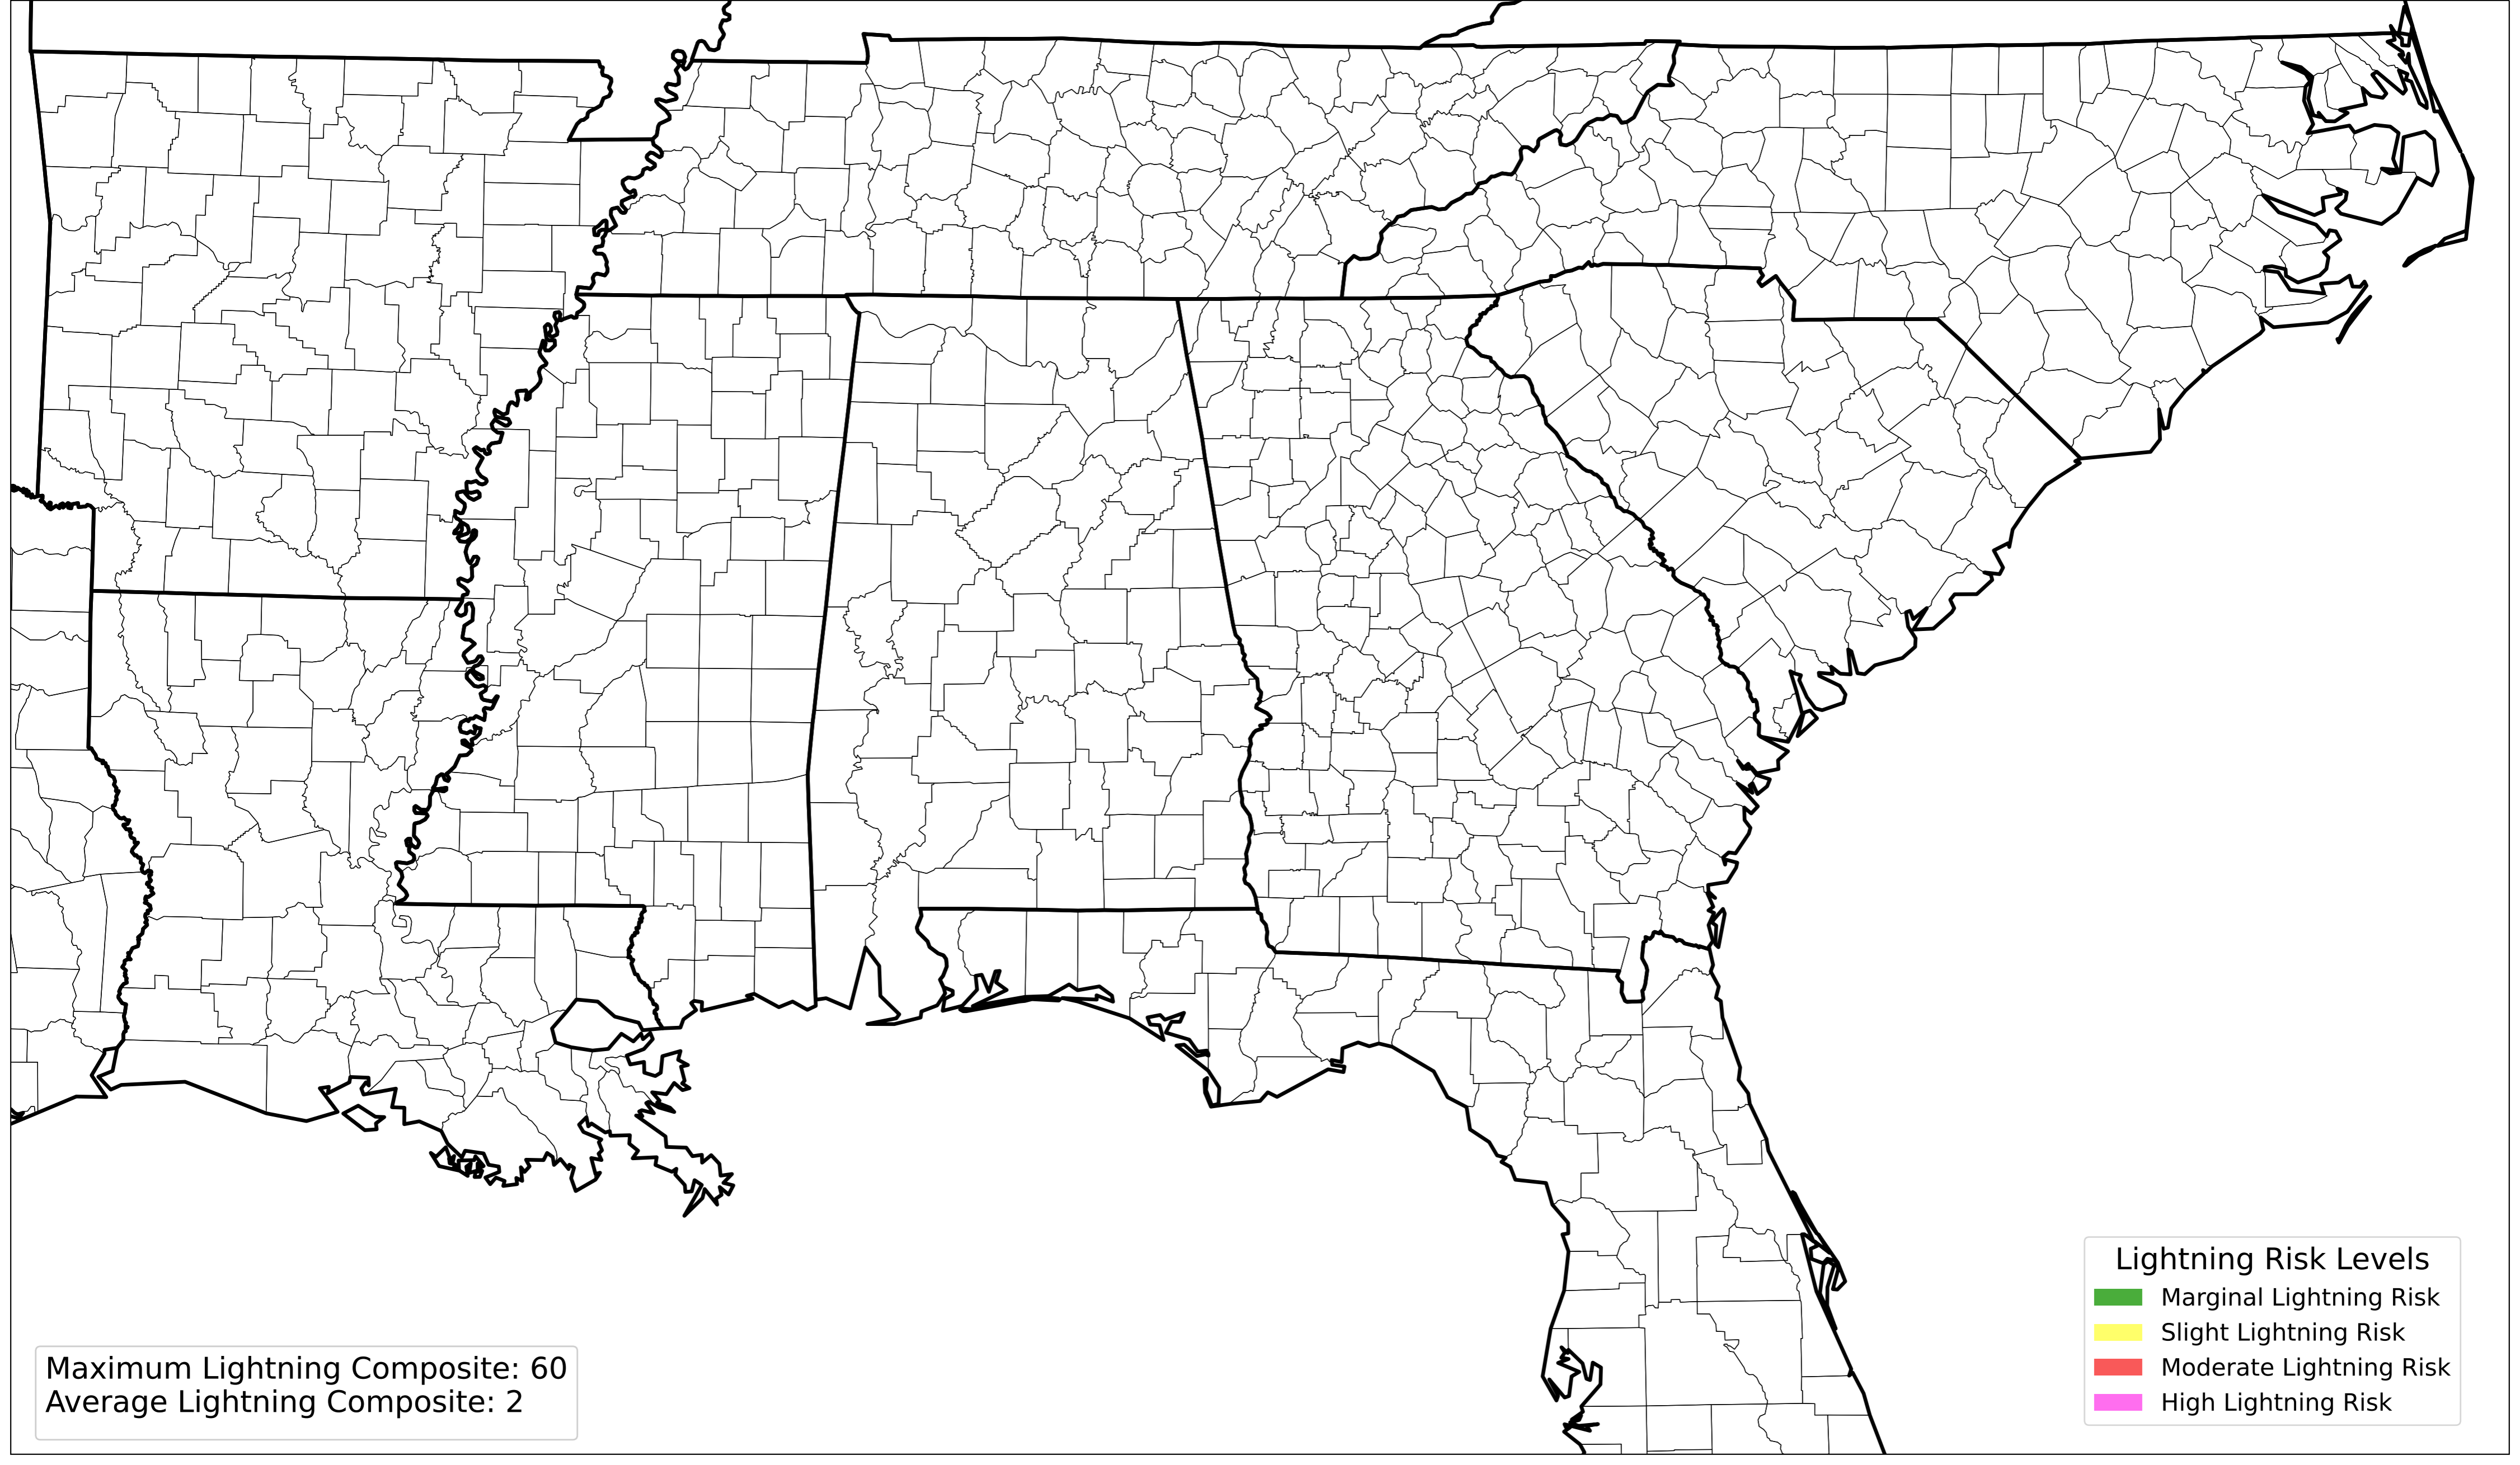 Maximum Lightning Composite: 60
Average Lightning Composite: 2
Lightning Risk Levels
Marginal Lightning Risk
Slight Lightning Risk
Moderate Lightning Risk
High Lightning Risk